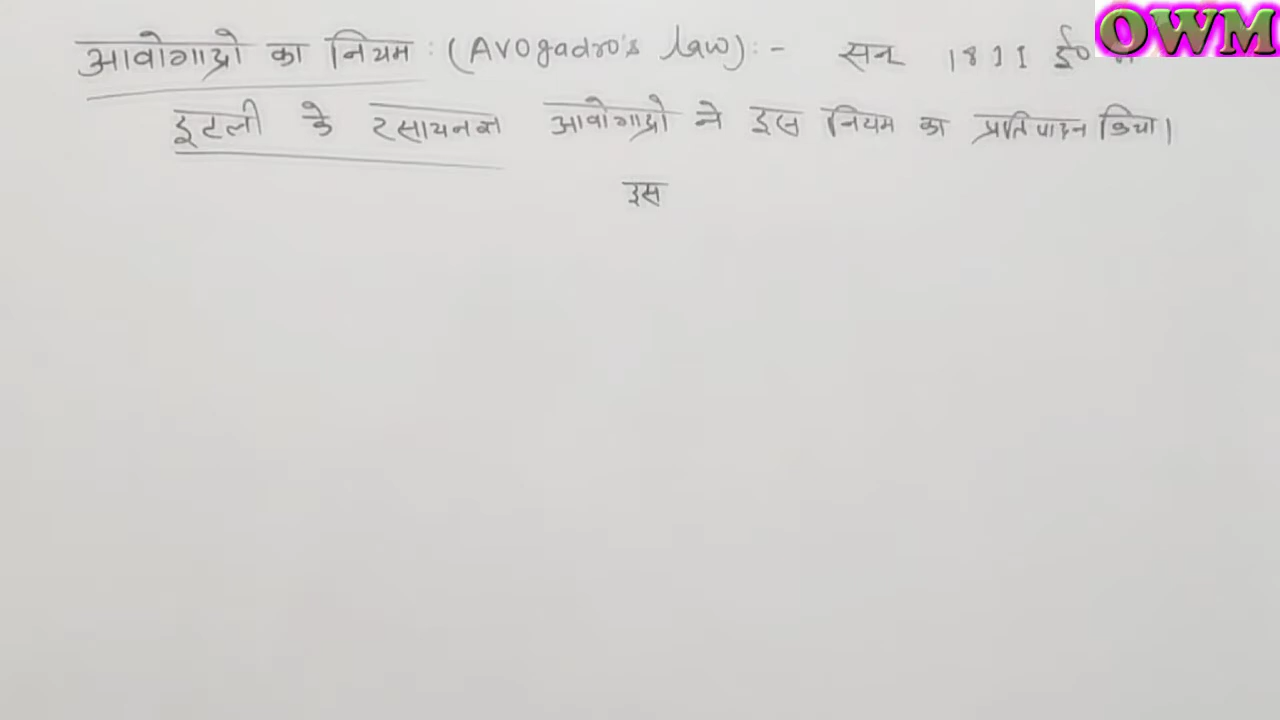 आवोगाद्रो का नियम : (Avogadro's law) :- सन् 1811 ई०
इटली के रसायनज्ञ आवोगाद्रो ने इस नियम का प्रतिपादन किया।
इस
OWM